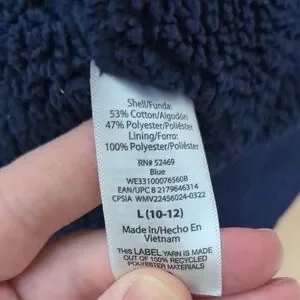 Shell/Funda:
53% Cotton/Algodón
47% Polyester/Poliéster
Lining/Forro:
100% Polyester/Poliéster
RN# 52469
Blue
WE33100076560B
EAN/UPC 8 2179646314
CPSIA WMV22456024-0322
L (10-12)
Made In/Hecho En
Vietnam
THIS LABEL YARN IS MADE
OUT OF 100% RECYCLED
POLYESTER MATERIALS